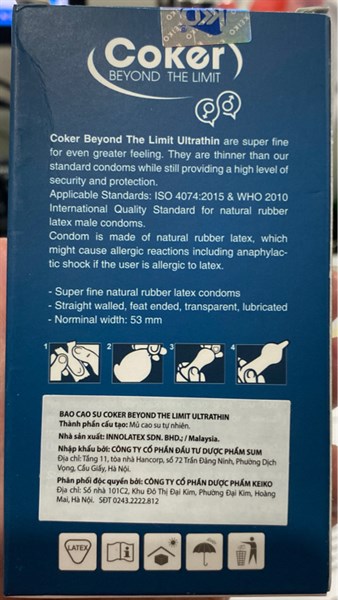 Coker
BEYOND THE LIMIT
Coker Beyond The Limit Ultrathin are super fine
for even greater feeling. They are thinner than our
standard condoms while still providing a high level of
security and protection.
Applicable Standards: ISO 4074:2015 & WHO 2010
International Quality Standard for natural rubber
latex male condoms.
Condom is made of natural rubber latex, which
might cause allergic reactions including anaphylac-
tic shock if the user is allergic to latex.
- Super fine natural rubber latex condoms
- Straight walled, feat ended, transparent, lubricated
- Norminal width: 53 mm
1 2 3 4
BAO CAO SU COKER BEYOND THE LIMIT ULTRATHIN
Thành phần cấu tạo: Mủ cao su tự nhiên.
Nhà sản xuất: INNOLATEX SDN. BHD.; / Malaysia.
Nhập khẩu bởi: CÔNG TY CỔ PHẦN ĐẦU TƯ DƯỢC PHẨM SUM
Địa chỉ: Tầng 11, tòa nhà Hancorp, số 72 Trần Đăng Ninh, Phường Dịch
Vọng, Cầu Giấy, Hà Nội.
Phân phối độc quyền bởi: CÔNG TY CỔ PHẦN DƯỢC PHẨM KEIKO
Địa chỉ: Số nhà 101C2, Khu Đô Thị Đại Kim, Phường Đại Kim, Hoàng
Mai, Hà Nội. SĐT 0243.2222.812
LATEX